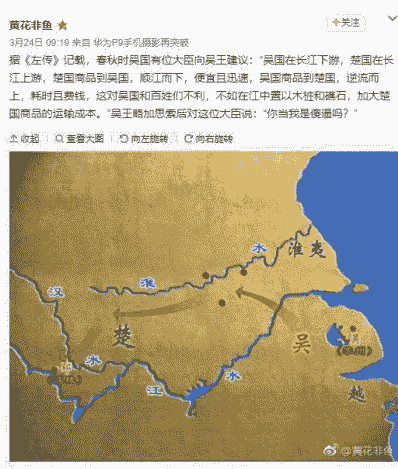 黄花非鱼
+关注
3月24日 09:19 来自 华为P9手机摄影再突破
据《左传》记载，春秋时吴国有位大臣向吴王建议：“吴国在长江下游，楚国在长
江上游，楚国商品到吴国，顺江而下，便宜且迅速，吴国商品到楚国，逆流而
上，耗时且费钱，这对吴国和百姓们不利，不如在江中置以木桩和礁石，加大楚
国商品的运输成本。”吴王略加思索后对这位大臣说：“你当我是傻逼吗？”
收起
查看大图
向左旋转
向右旋转
淮夷
水
淮
汉
楚
吴
水
江
水
越
@黄花非鱼